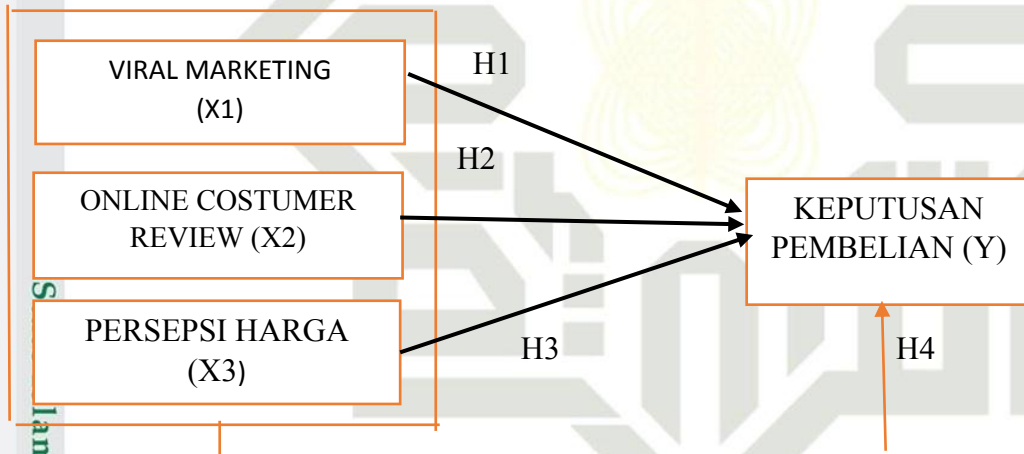 VIRAL MARKETING
(X1)
H1
H2
ONLINE COSTUMER
REVIEW (X2)
KEPUTUSAN
PEMBELIAN (Y)
PERSEPSI HARGA
(X3)
H3
H4